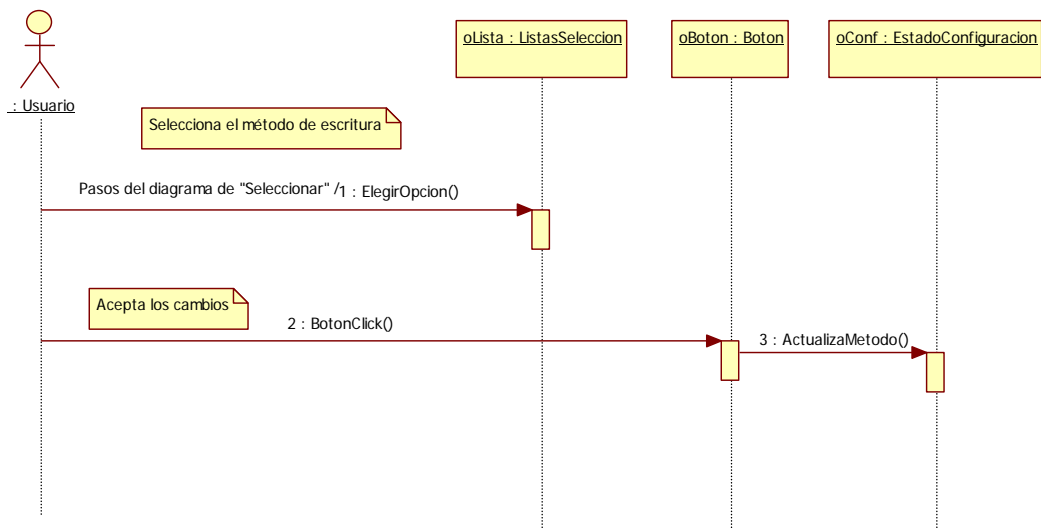 oLista : ListasSeleccion
oBoton : Boton
oConf : EstadoConfiguracion
: Usuario
Selecciona el método de escritura
Pasos del diagrama de "Seleccionar" /1 : ElegirOpcion()
Acepta los cambios
2 : BotonClick()
3 : ActualizaMetodo()